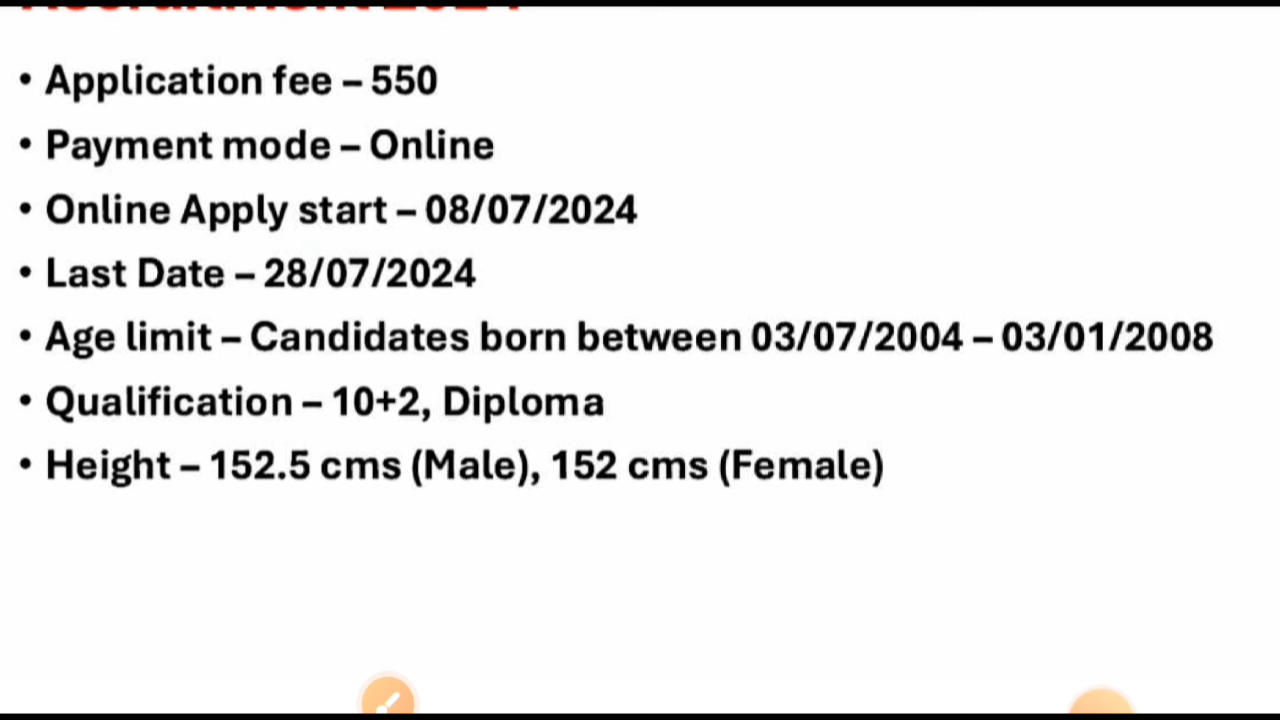 Recruitment 2024
• Application fee – 550
• Payment mode – Online
• Online Apply start – 08/07/2024
• Last Date – 28/07/2024
• Age limit – Candidates born between 03/07/2004 – 03/01/2008
• Qualification – 10+2, Diploma
• Height – 152.5 cms (Male), 152 cms (Female)